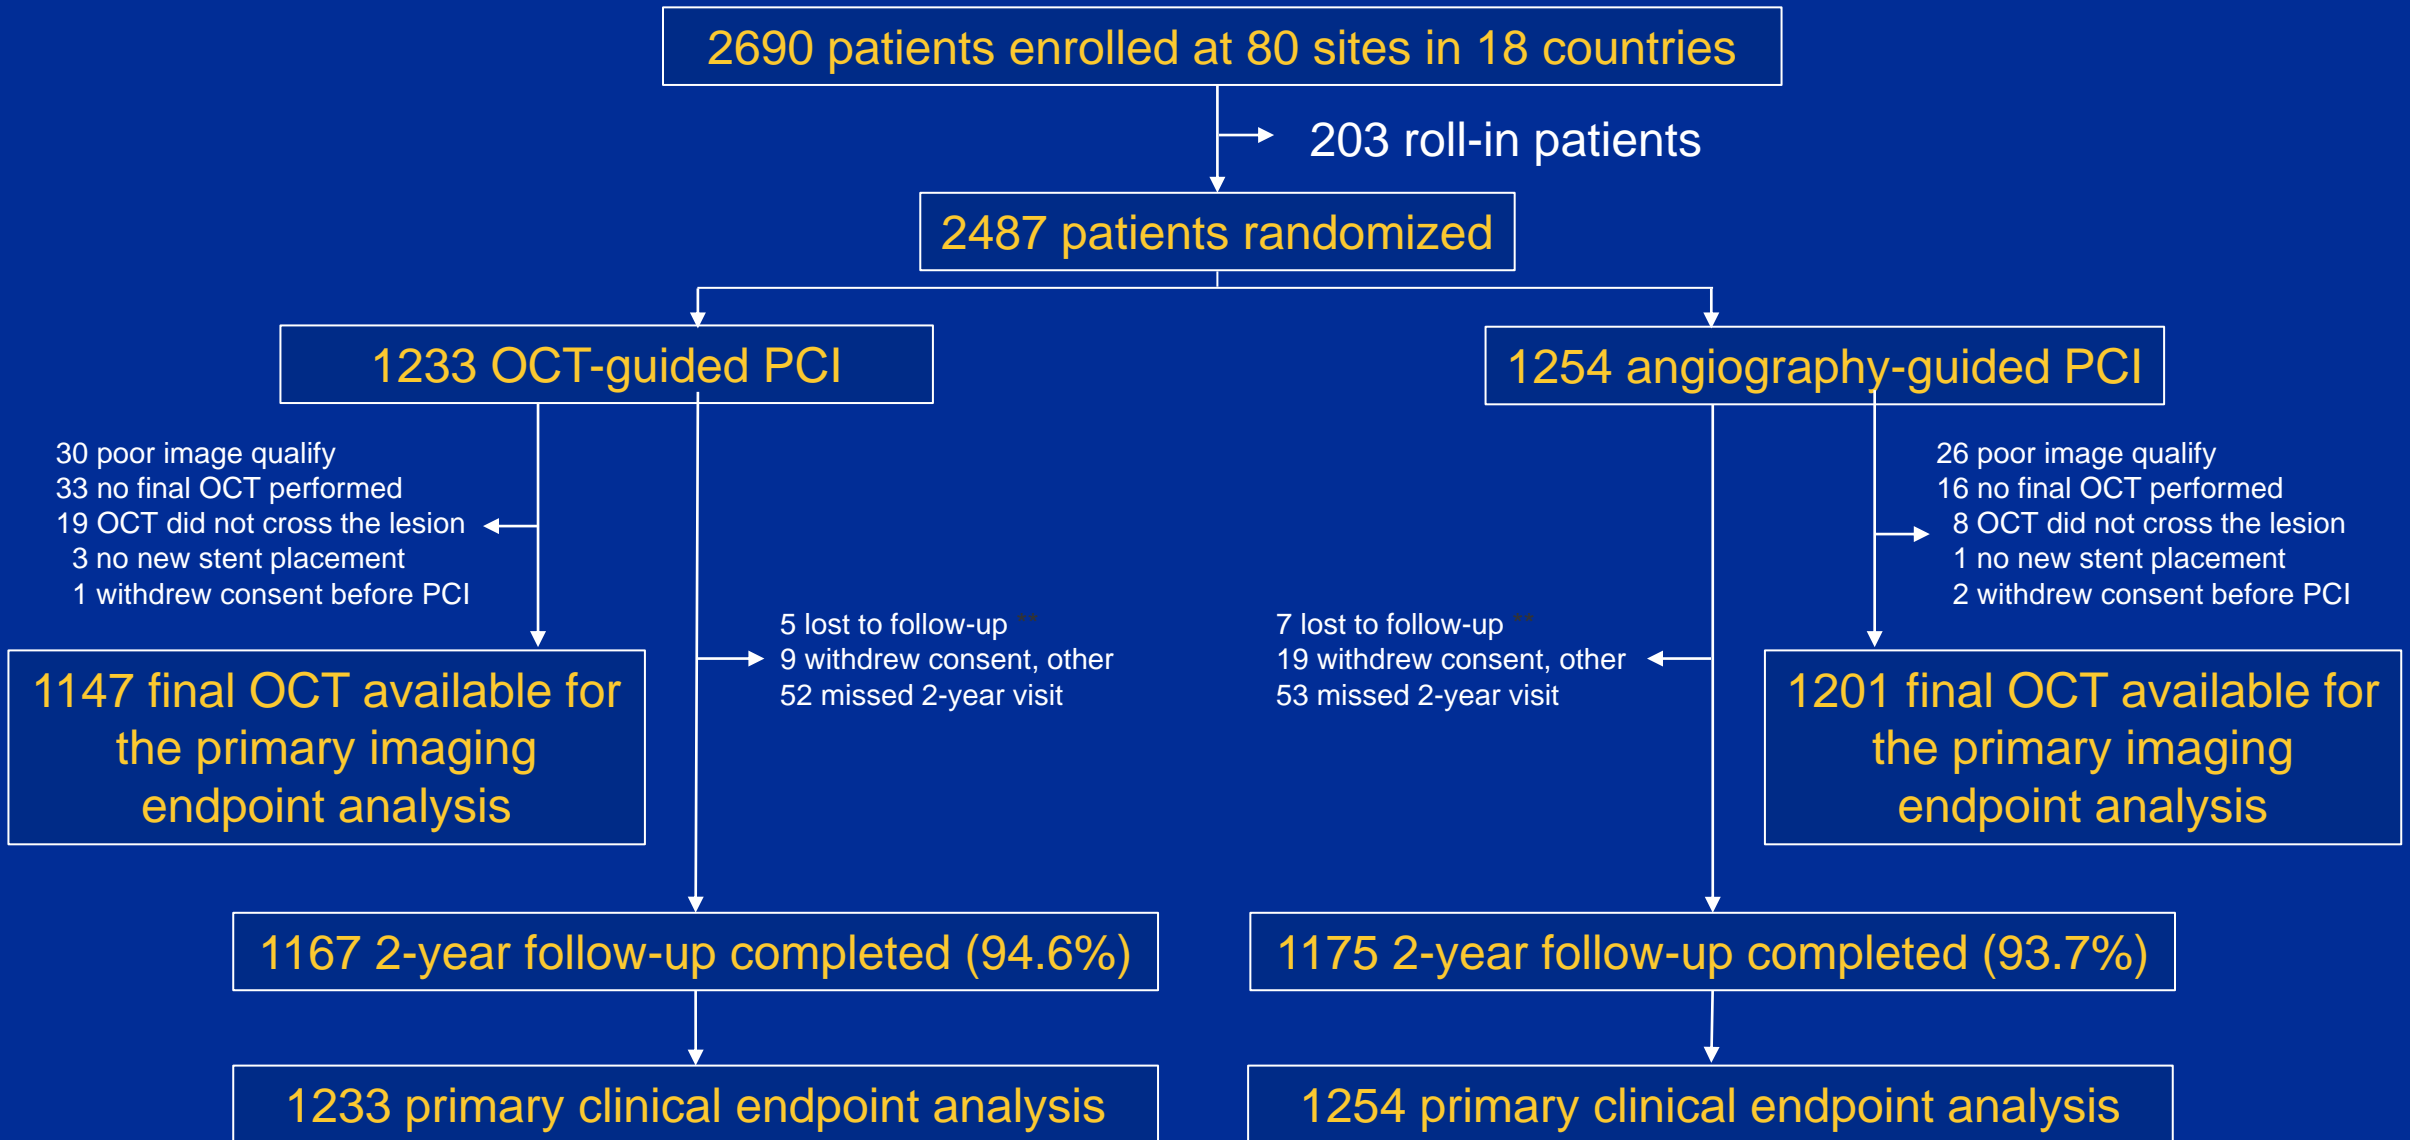 2690 patients enrolled at 80 sites in 18 countries
203 roll-in patients
2487 patients randomized
1233 OCT-guided PCI
30 poor image qualify
33 no final OCT performed
19 OCT did not cross the lesion
3 no new stent placement
1 withdrew consent before PCI
1147 final OCT available for
the primary imaging
endpoint analysis
5 lost to follow-up **
9 withdrew consent, other
52 missed 2-year visit
1167 2-year follow-up completed (94.6%)
1233 primary clinical endpoint analysis
1254 angiography-guided PCI
26 poor image qualify
16 no final OCT performed
8 OCT did not cross the lesion
1 no new stent placement
2 withdrew consent before PCI
1201 final OCT available for
the primary imaging
endpoint analysis
7 lost to follow-up **
19 withdrew consent, other
53 missed 2-year visit
1175 2-year follow-up completed (93.7%)
1254 primary clinical endpoint analysis